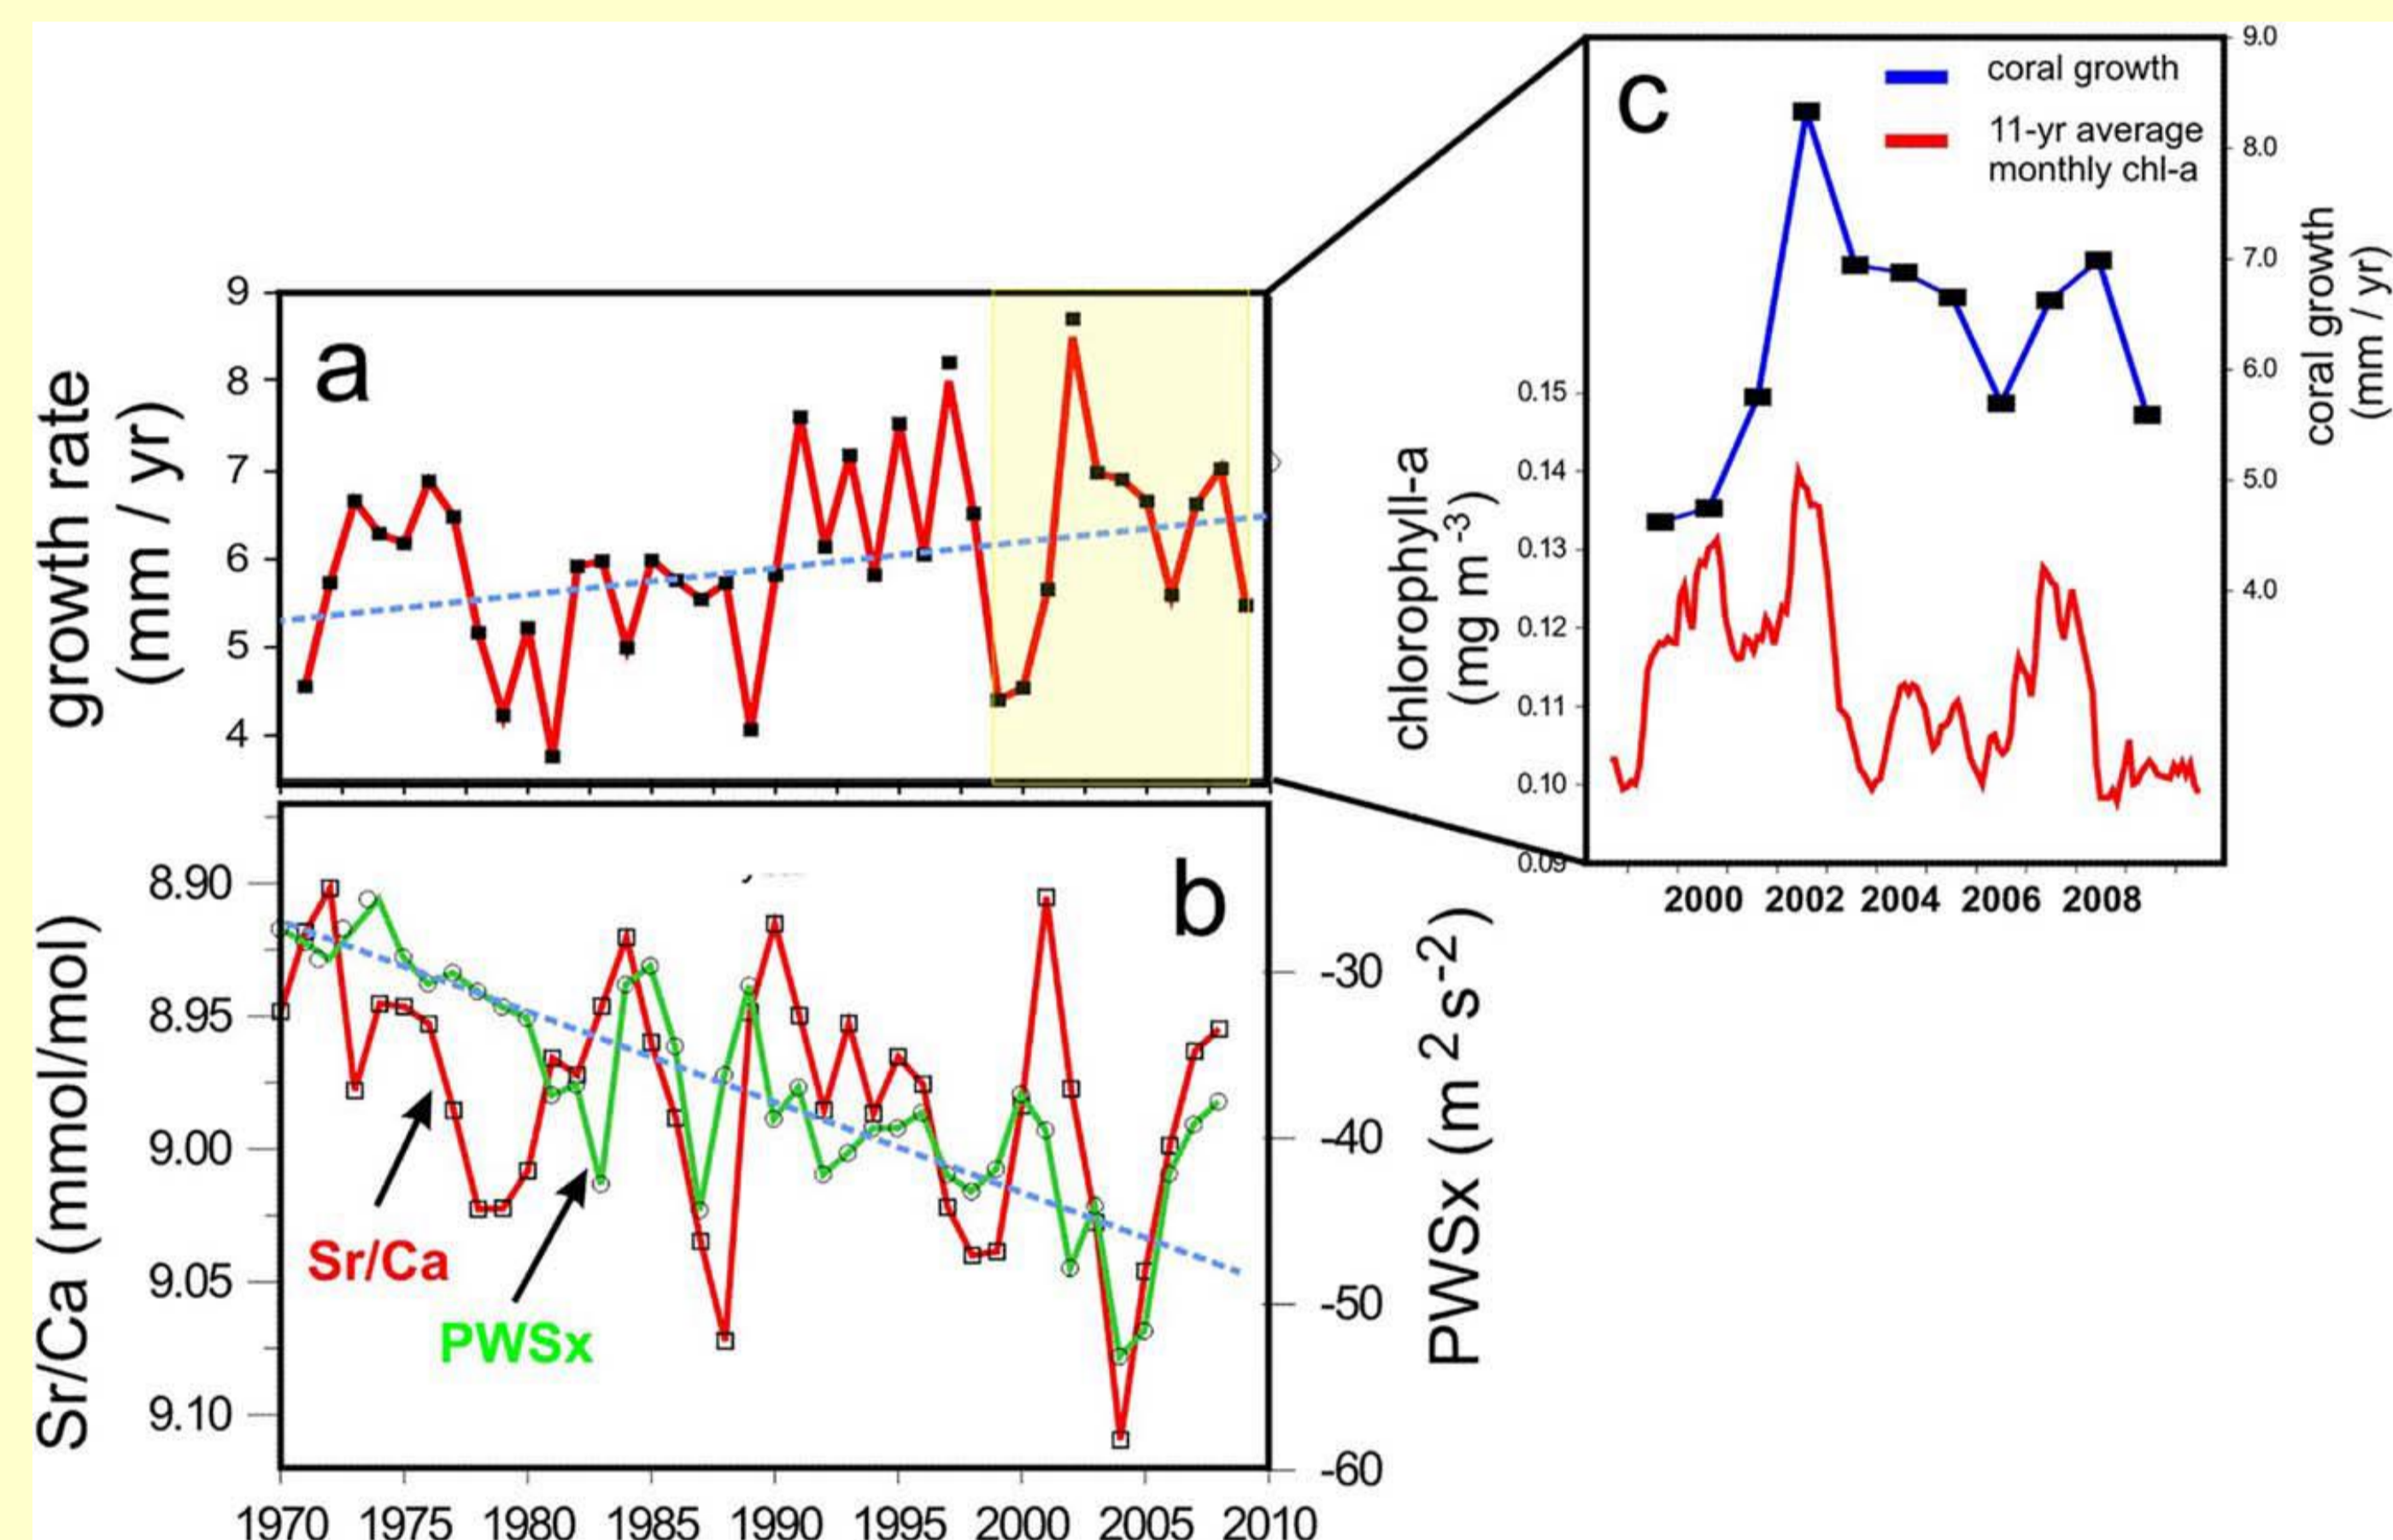 a
growth rate
(mm / yr)
9
8
7
6
5
4
b
Sr/Ca (mmol/mol)
8.90
8.95
9.00
9.05
9.10
Sr/Ca
PWSx
-30
-40
-50
-60
PWSx (m 2 s-2)
1970 1975 1980 1985 1990 1995 2000 2005 2010
c
coral growth
11-yr average
monthly chl-a
chlorophyll-a
(mg m-3)
0.15
0.14
0.13
0.12
0.11
0.10
0.09
9.0
8.0
7.0
6.0
5.0
4.0
coral growth
(mm / yr)
2000 2002 2004 2006 2008